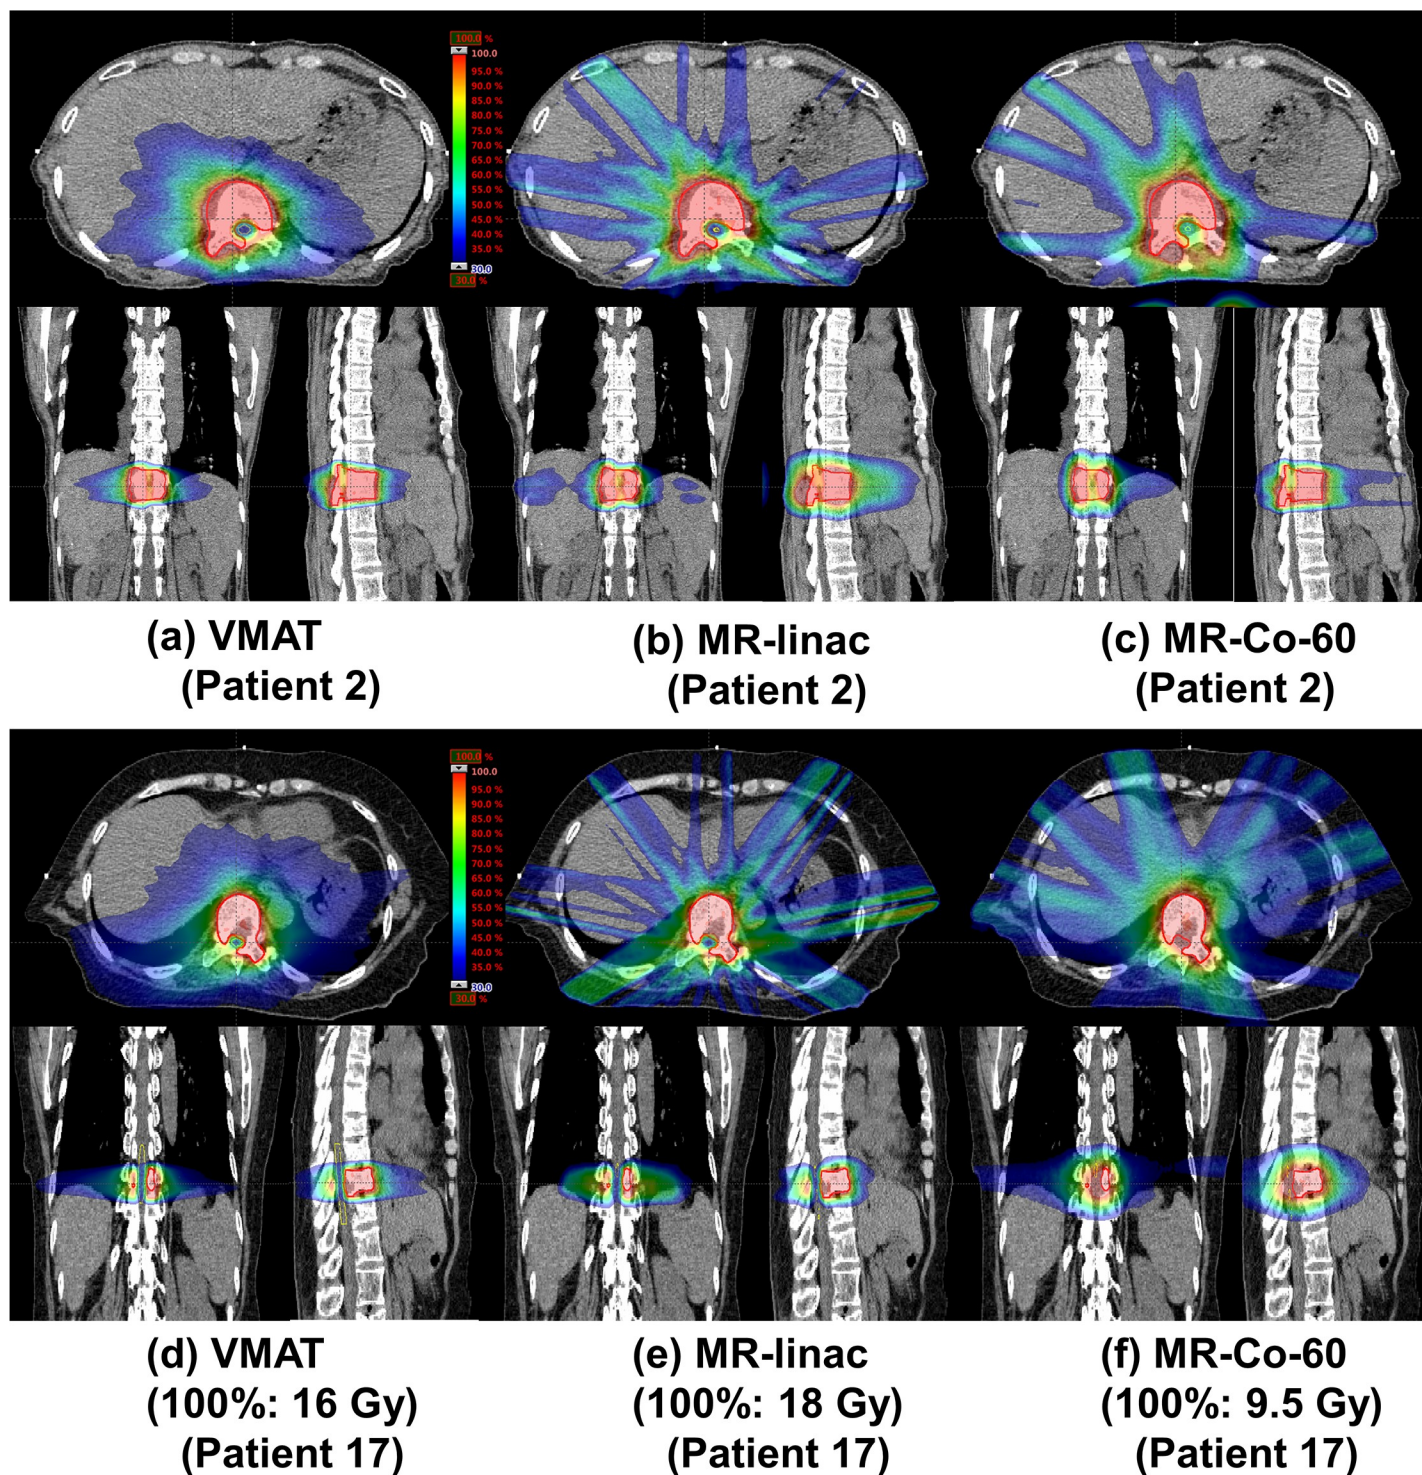 100.0 %
100.0
95.0 %
90.0 %
85.0 %
80.0 %
75.0 %
70.0 %
65.0 %
60.0 %
55.0 %
50.0 %
45.0 %
40.0 %
35.0 %
30.0
30.0 %
(a) VMAT
(Patient 2)
(b) MR-linac
(Patient 2)
(c) MR-Co-60
(Patient 2)
100.0 %
100.0
95.0 %
90.0 %
85.0 %
80.0 %
75.0 %
70.0 %
65.0 %
60.0 %
55.0 %
50.0 %
45.0 %
40.0 %
35.0 %
30.0
30.0 %
(d) VMAT
(100%: 16 Gy)
(Patient 17)
(e) MR-linac
(100%: 18 Gy)
(Patient 17)
(f) MR-Co-60
(100%: 9.5 Gy)
(Patient 17)